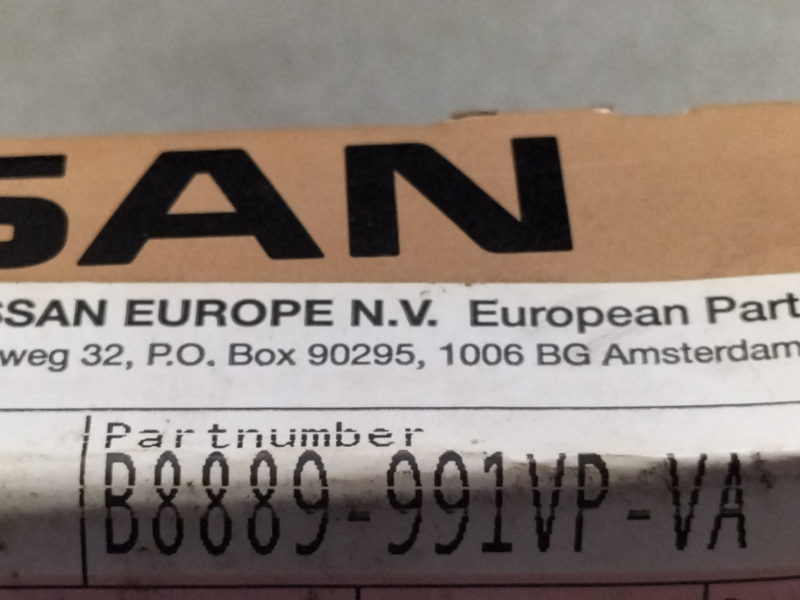 SAN
SSAN EUROPE N.V. European Part
weg 32, P.O. Box 90295, 1006 BG Amsterdam
Partnumber
B8889-991VP-VA